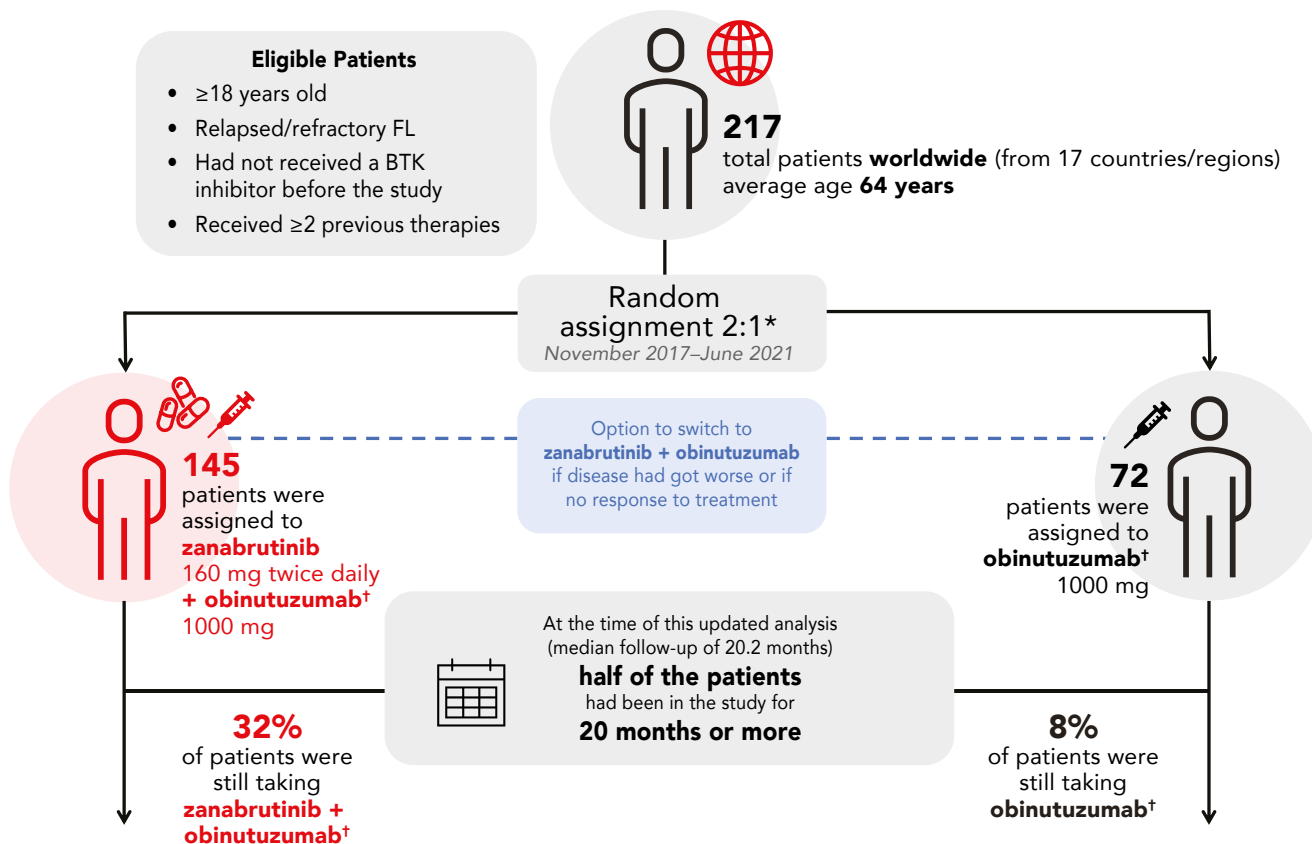 Eligible Patients
• ≥18 years old
• Relapsed/refractory FL
• Had not received a BTK
inhibitor before the study
• Received ≥2 previous therapies
217
total patients worldwide (from 17 countries/regions)
average age 64 years
Random
assignment 2:1*
November 2017–June 2021
145
patients were
assigned to
zanabrutinib
160 mg twice daily
+ obinutuzumab†
1000 mg
Option to switch to
zanabrutinib + obinutuzumab
if disease had got worse or if
no response to treatment
72
patients were
assigned to
obinutuzumab†
1000 mg
At the time of this updated analysis
(median follow-up of 20.2 months)
half of the patients
had been in the study for
20 months or more
32%
of patients were
still taking
zanabrutinib +
obinutuzumab†
8%
of patients were
still taking
obinutuzumab†